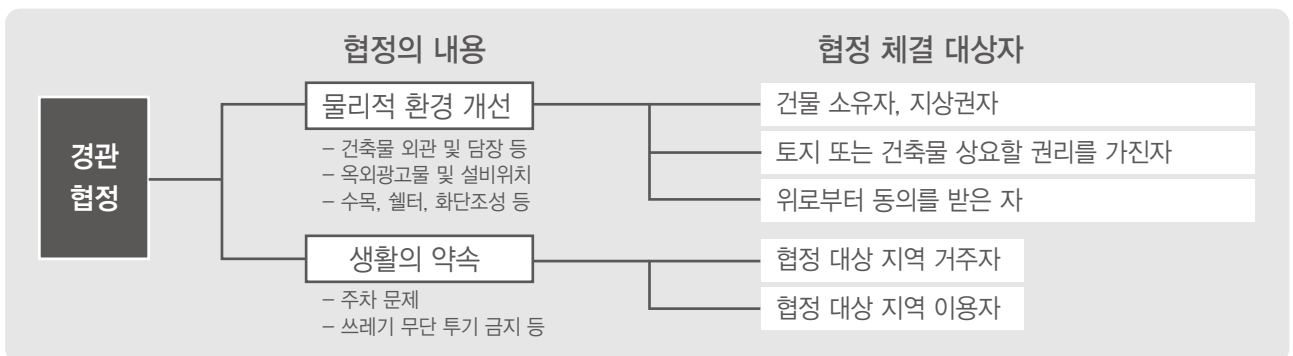 협정의 내용
협정 체결 대상자
경관
협정
물리적 환경 개선
– 건축물 외관 및 담장 등
– 옥외광고물 및 설비위치
– 수목, 쉘터, 화단조성 등
건물 소유자, 지상권자
토지 또는 건축물 상요할 권리를 가진자
위로부터 동의를 받은 자
생활의 약속
– 주차 문제
– 쓰레기 무단 투기 금지 등
협정 대상 지역 거주자
협정 대상 지역 이용자